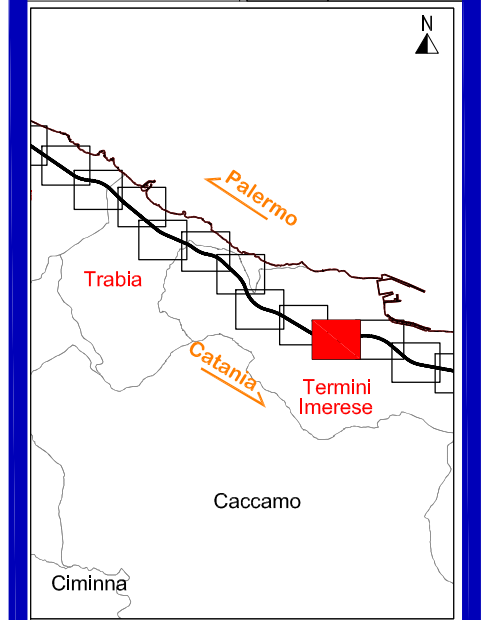 N
Palermo
Trabia
Catania
Termini
Imerese
Caccamo
Ciminna